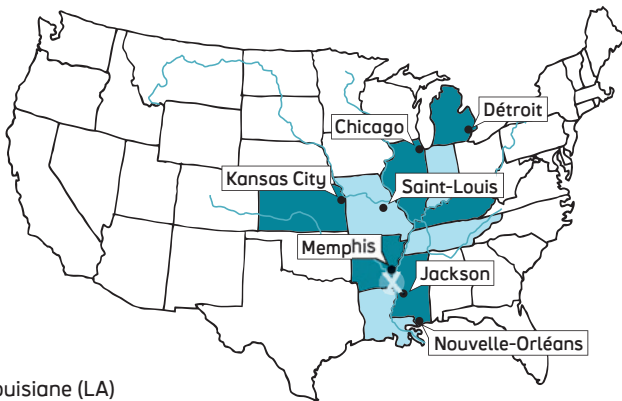 Détroit
Chicago
Kansas City
Saint-Louis
Memphis
Jackson
Nouvelle-Orléans
ouisiane (LA)